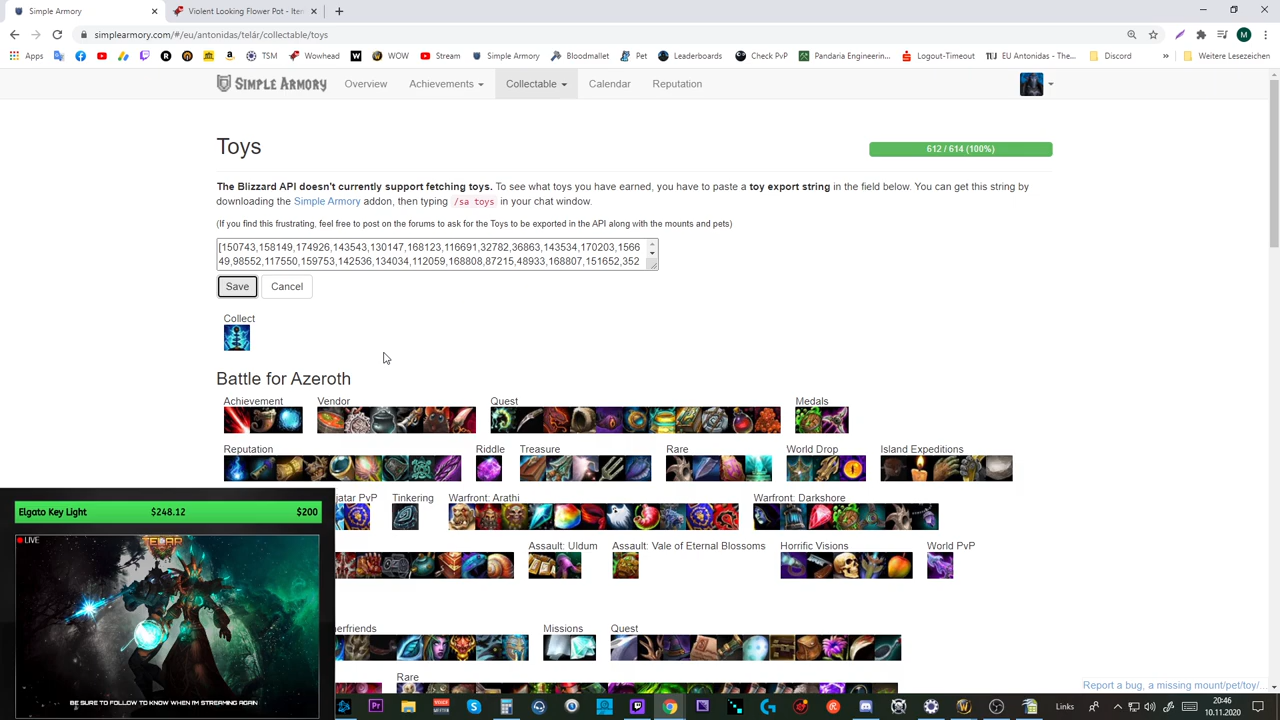 Simple Armory
Violent Looking Flower Pot - Item
simplearmory.com/#/eu/antonidas/telár/collectable/toys
Apps
TSM
Wowhead
WOW
Stream
Simple Armory
Bloodmallet
Pet
Leaderboards
Check PvP
Pandaria Engineerin...
Logout-Timeout
EU Antonidas - The...
Discord
»
Weitere Lesezeichen
SIMPLE ARMORY
Overview
Achievements
Collectable
Calendar
Reputation
Toys
612 / 614 (100%)
The Blizzard API doesn't currently support fetching toys. To see what toys you have earned, you have to paste a toy export string in the field below. You can get this string by
downloading the Simple Armory addon, then typing /sa toys in your chat window.
(If you find this frustrating, feel free to post on the forums to ask for the Toys to be exported in the API along with the mounts and pets)
[150743,158149,174926,143543,130147,168123,116691,32782,36863,143534,170203,1566
49,98552,117550,159753,142536,134034,112059,168808,87215,48933,168807,151652,352
Save
Cancel
Collect
Battle for Azeroth
Achievement
Vendor
Quest
Medals
Reputation
Riddle
Treasure
Rare
World Drop
Island Expeditions
jatar PvP
Tinkering
Warfront: Arathi
Warfront: Darkshore
Assault: Uldum
Assault: Vale of Eternal Blossoms
Horrific Visions
World PvP
erfriends
Missions
Quest
Rare
Elgato Key Light
$248.12
$200
LIVE
TELAR
BE SURE TO FOLLOW TO KNOW WHEN I'M STREAMING AGAIN
Report a bug, a missing mount/pet/toy/...
Links
20:46
10.11.2020